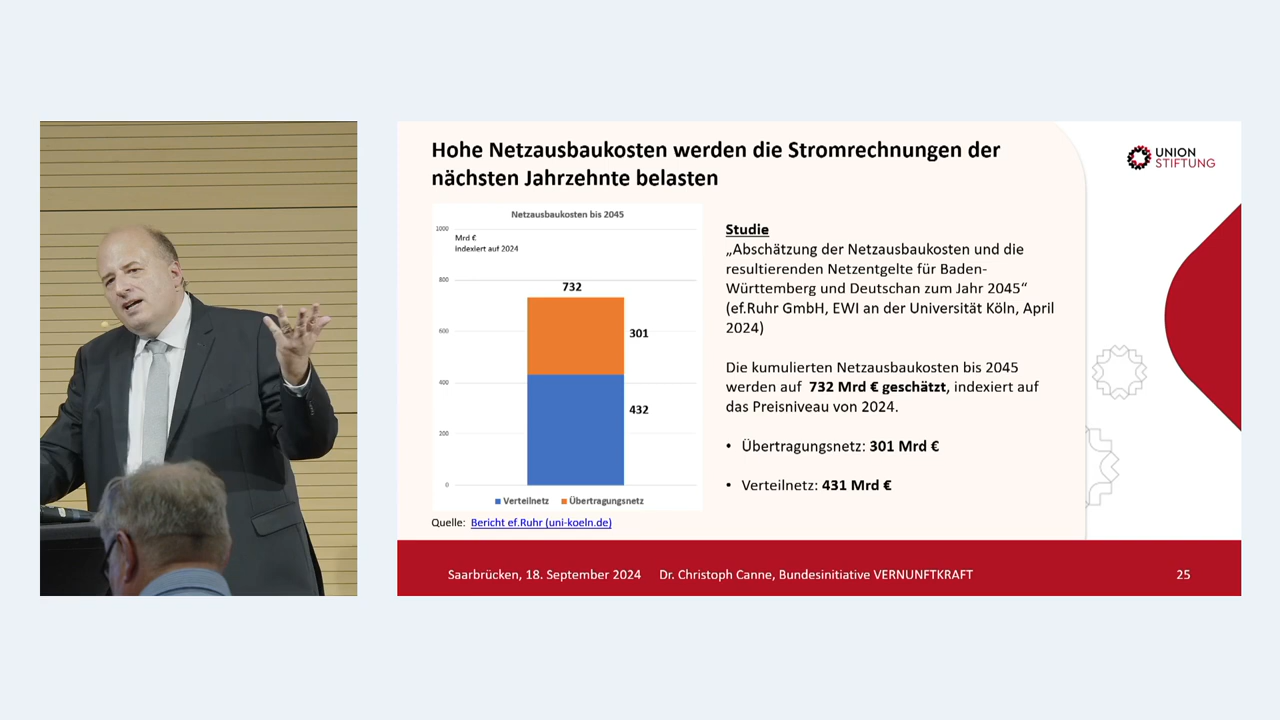 Hohe Netzausbaukosten werden die Stromrechnungen der
nächsten Jahrzehnte belasten
UNION
STIFTUNG
Netzausbaukosten bis 2045
Mrd €
Indexiert auf 2024
1000
800
600
400
200
0
732
301
432
Verteilnetz Übertragungsnetz
Quelle: Bericht ef.Ruhr (uni-koeln.de)
Studie
„Abschätzung der Netzausbaukosten und die
resultierenden Netzentgelte für Baden-
Württemberg und Deutschan zum Jahr 2045“
(ef.Ruhr GmbH, EWI an der Universität Köln, April
2024)
Die kumulierten Netzausbaukosten bis 2045
werden auf 732 Mrd € geschätzt, indexiert auf
das Preisniveau von 2024.
• Übertragungsnetz: 301 Mrd €
• Verteilnetz: 431 Mrd €
Saarbrücken, 18. September 2024 Dr. Christoph Canne, Bundesinitiative VERNUNFTKRAFT
25